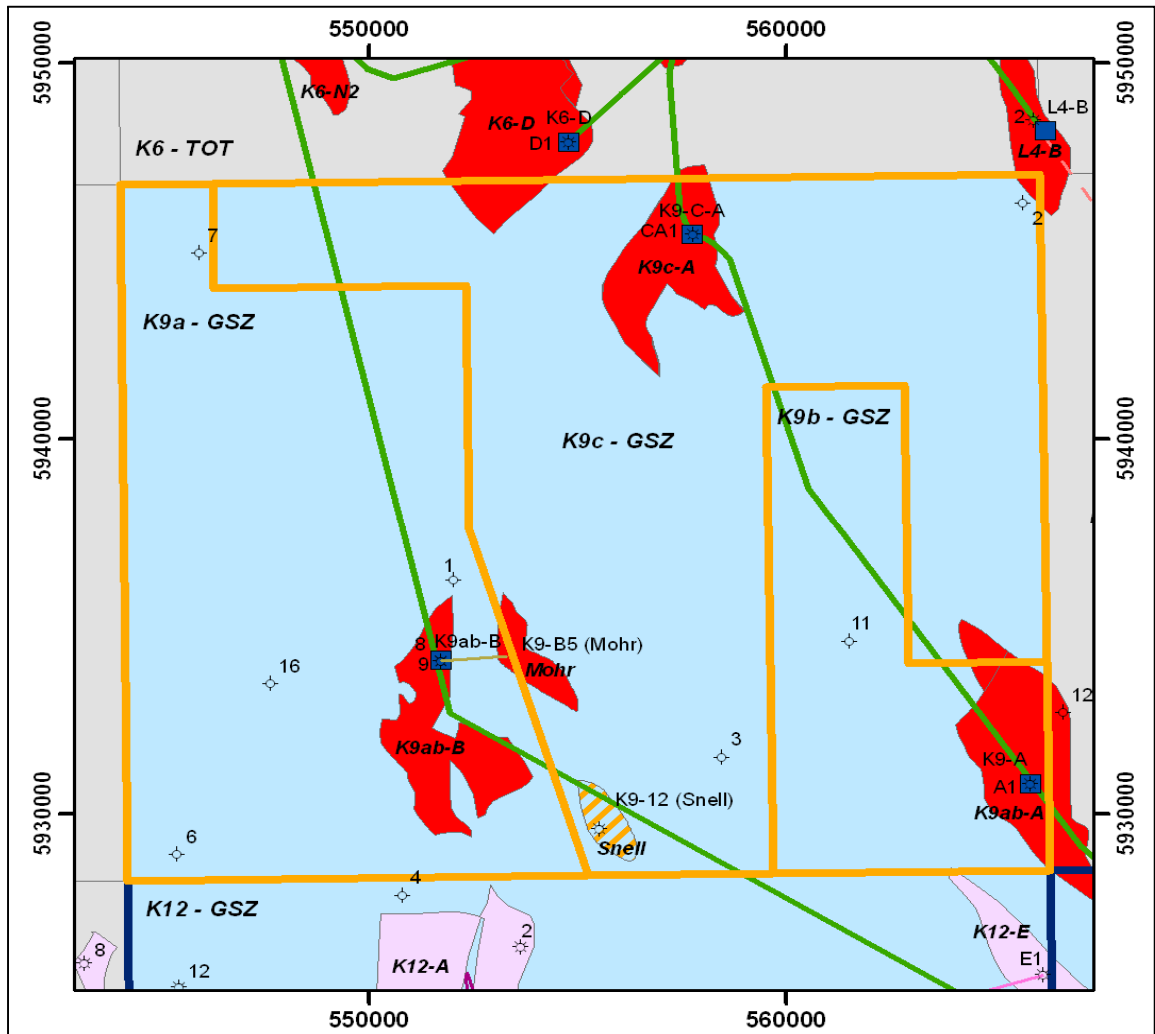 550000
560000
5950000
5950000
K6-N2
K6-D
K6-D
D1
2
L4-B
L4-B
K6 - TOT
7
K9-C-A
CA1
K9c-A
2
K9a - GSZ
K9b - GSZ
K9c - GSZ
5940000
5940000
1
11
8
K9ab-B
9
K9-B5 (Mohr)
Mohr
16
12
3
K9ab-B
K9-A
A1
K9ab-A
K9-12 (Snell)
Snell
5930000
5930000
6
4
K12 - GSZ
8
K12-A
2
K12-E
E1
12
550000
560000